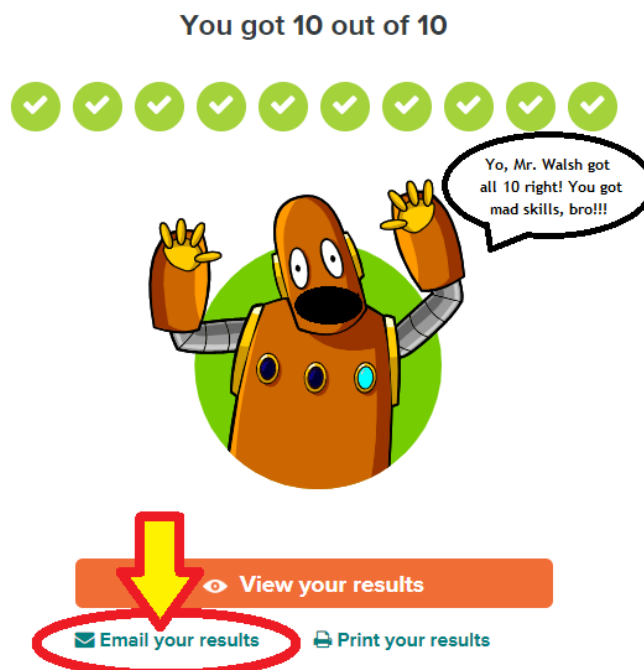 You got 10 out of 10
Yo, Mr. Walsh got
all 10 right! You got
mad skills, bro!!!
View your results
Email your results Print your results